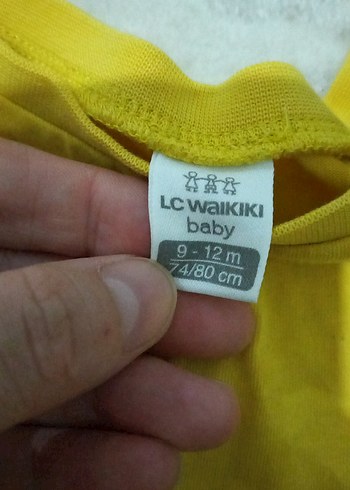 LC WAIKIKI
baby
9 - 12 m
74/80 cm